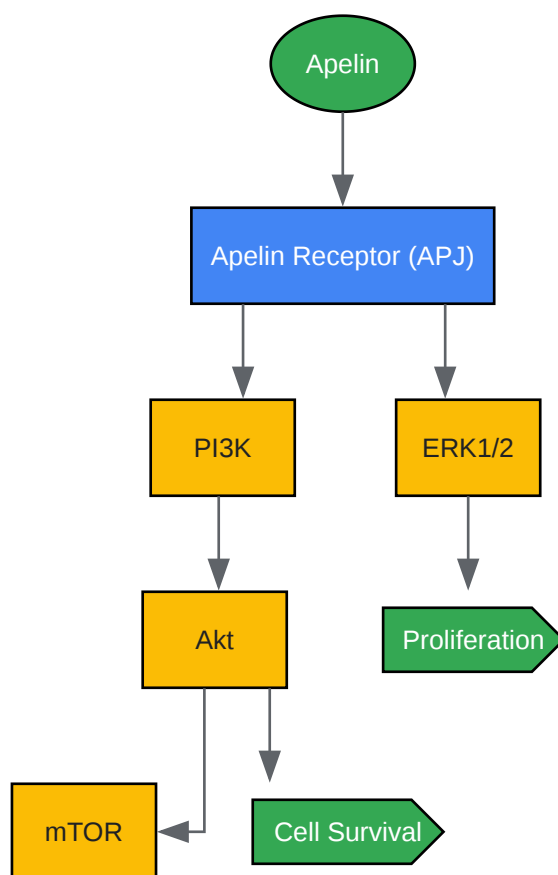 Apelin
Apelin Receptor (APJ)
PI3K
ERK1/2
Akt
Proliferation
mTOR
Cell Survival